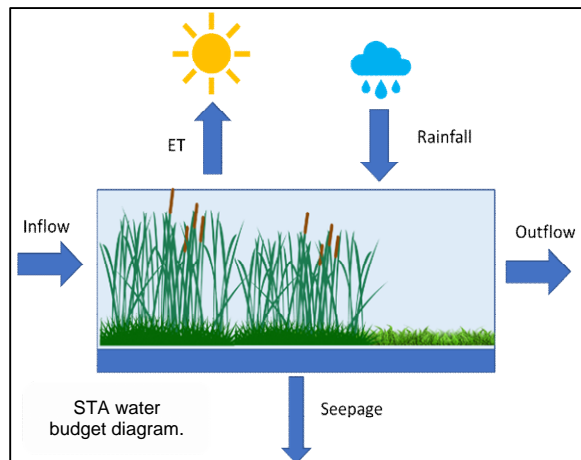 ET
Rainfall
Inflow
Outflow
Seepage
STA water
budget diagram.